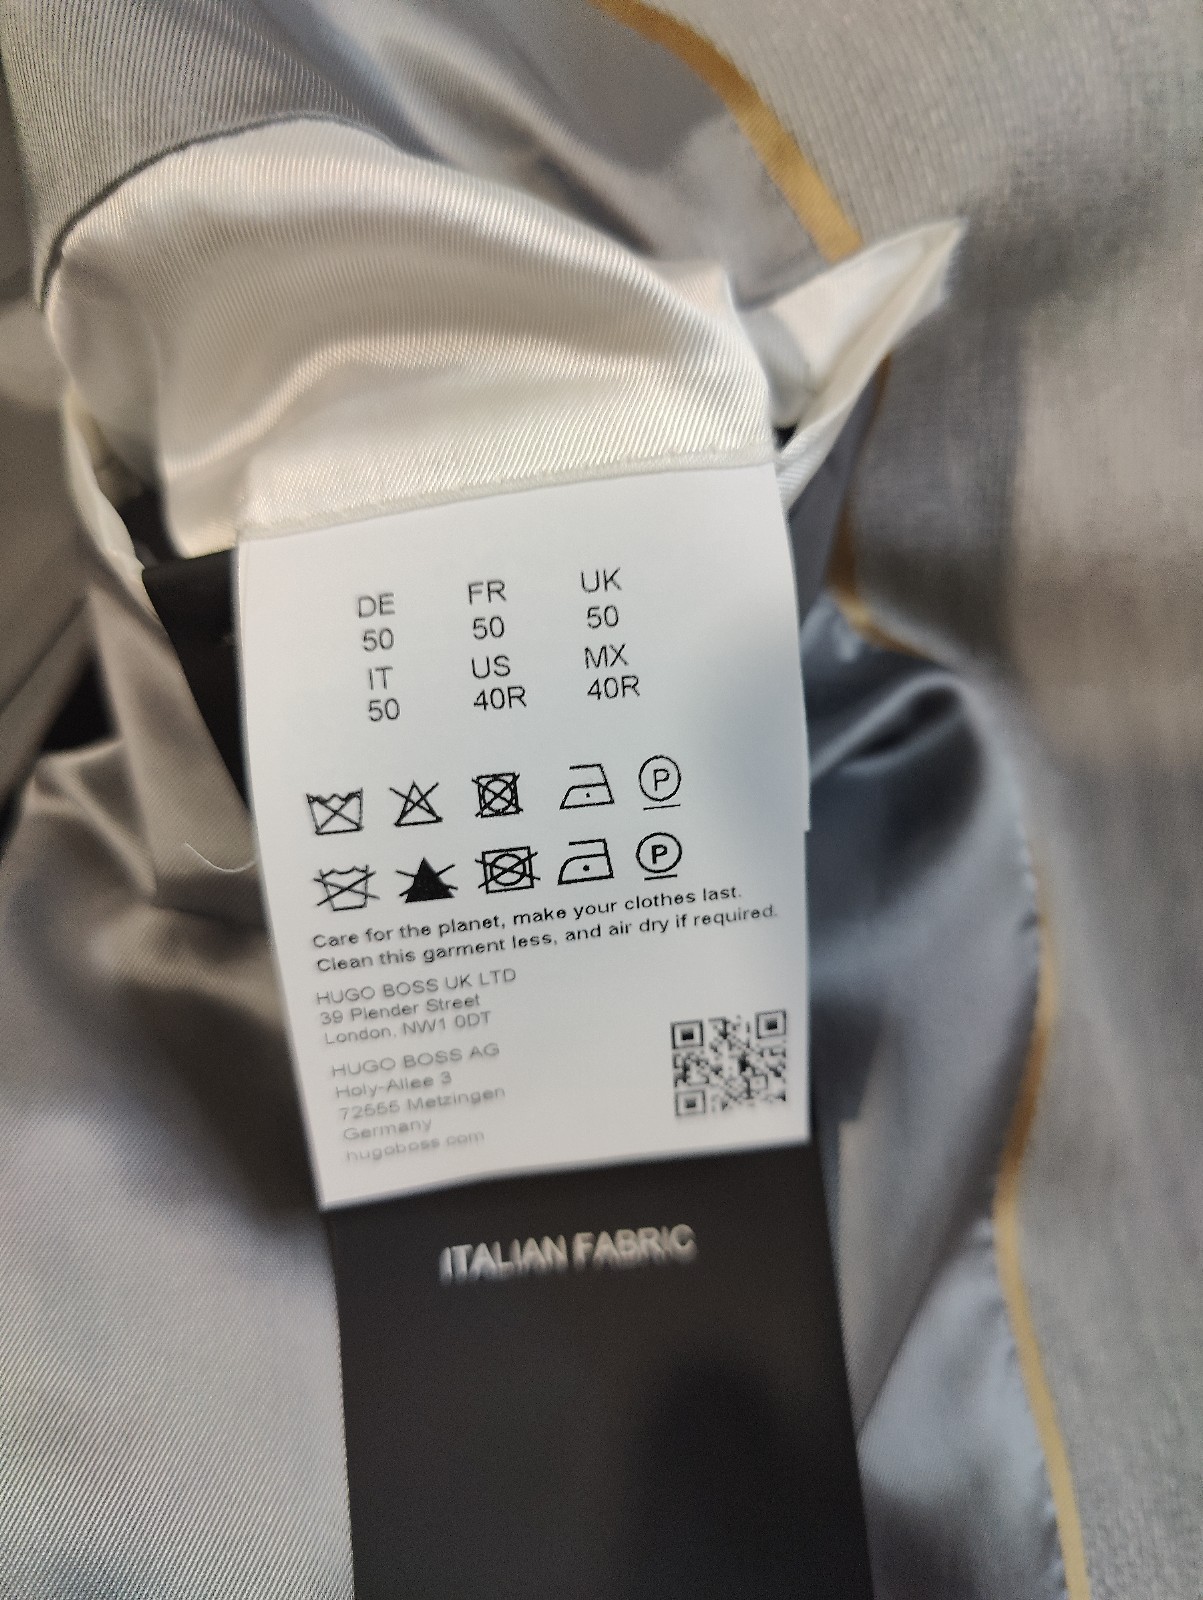 DE FR UK
50 50 50
IT US MX
50 40R 40R
P
P
Care for the planet, make your clothes last.
Clean this garment less, and air dry if required.
HUGO BOSS UK LTD
39 Plender Street
London, NW1 0DT
HUGO BOSS AG
Holy-Allee 3
72555 Metzingen
Germany
hugoboss.com
ITALIAN FABRIC